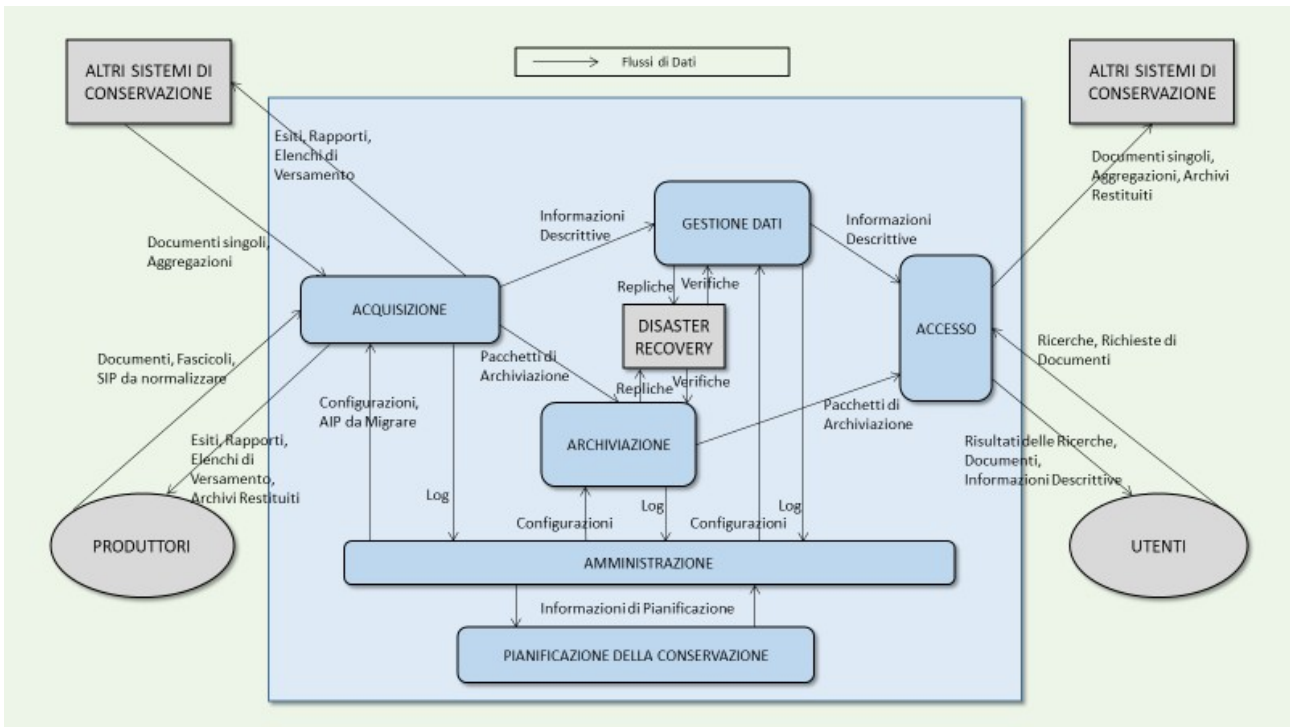 ALTRI SISTEMI DI
CONSERVAZIONE
Flussi di Dati
ALTRI SISTEMI DI
CONSERVAZIONE
Esiti, Rapporti,
Elenchi di
Versamento
Documenti singoli,
Aggregazioni, Archivi
Restituiti
Documenti singoli,
Aggregazioni
Informazioni
Descrittive
GESTIONE DATI
Informazioni
Descrittive
Repliche
Verifiche
ACQUISIZIONE
DISASTER
RECOVERY
ACCESSO
Documenti, Fascicoli,
SIP da normalizzare
Pacchetti di
Archiviazione
Ricerche, Richieste di
Documenti
Repliche
Verifiche
Configurazioni,
AIP da Migrare
Pacchetti di
Archiviazione
Esiti, Rapporti,
Elenchi di
Versamento,
Archivi Restituiti
ARCHIVIAZIONE
Risultati delle Ricerche,
Documenti,
Informazioni Descrittive
Log
Configurazioni
Log
Configurazioni
Log
PRODUTTORI
AMMINISTRAZIONE
UTENTI
Informazioni di Pianificazione
PIANIFICAZIONE DELLA CONSERVAZIONE